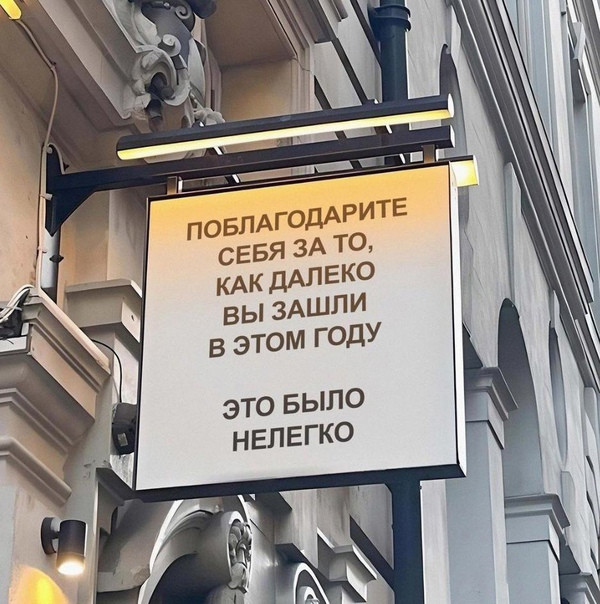 ПОБЛАГОДАРИТЕ
СЕБЯ ЗА ТО,
КАК ДАЛЕКО
ВЫ ЗАШЛИ
В ЭТОМ ГОДУ
ЭТО БЫЛО
НЕЛЕГКО